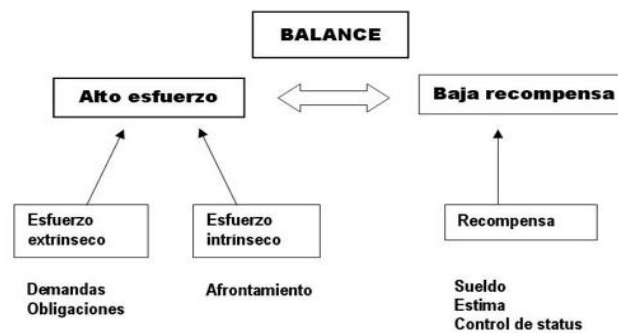 BALANCE
Alto esfuerzo
Baja recompensa
Esfuerzo
extrínseco
Esfuerzo
intrínseco
Recompensa
Demandas
Obligaciones
Afrontamiento
Sueldo
Estima
Control de status